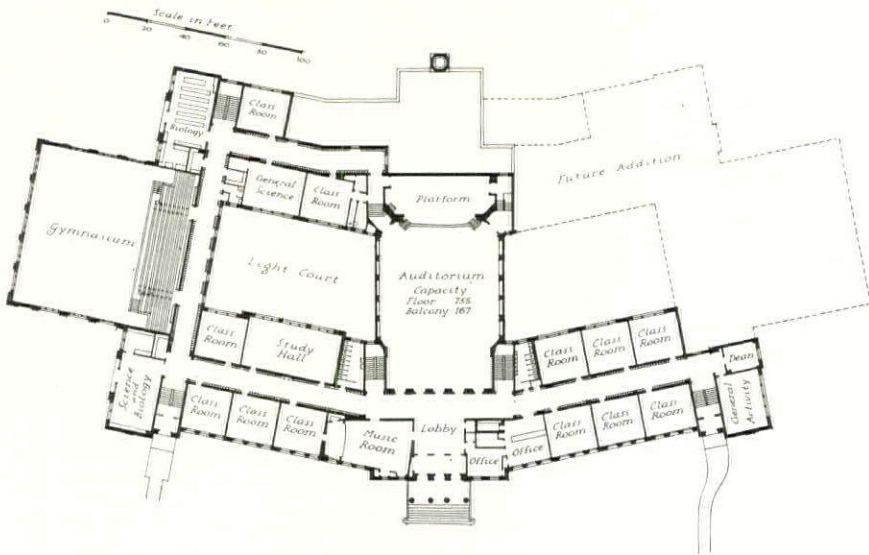 Scale in Feet
0 20 40 60 80 100
Class
Room
Biology
General
Science
Class
Room
Platform
Future Addition
Gymnasium
Light Court
Auditorium
Capacity
Floor 755
Balcony 167
Class
Room
Study
Hall
Class
Room
Class
Room
Class
Room
Dean
Science
and
Biology
Class
Room
Class
Room
Class
Room
Music
Room
Lobby
Office
Office
Class
Room
Class
Room
Class
Room
General
Activity